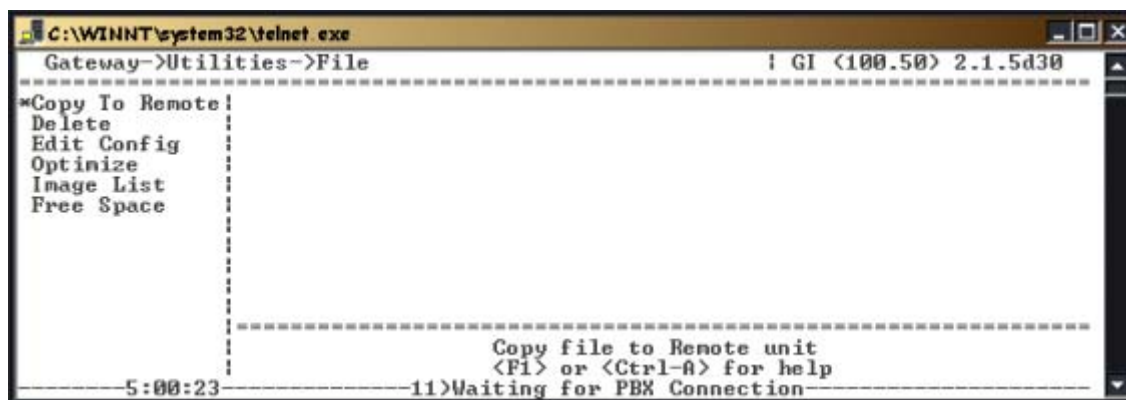 C:\WINNT\system32\telnet.exe
Gateway->Utilities->File | GI <100.50> 2.1.5d30
*Copy To Remote
Delete
Edit Config
Optimize
Image List
Free Space
Copy file to Remote unit
<F1> or <Ctrl-A> for help
5:00:23 11)Waiting for PBX Connection